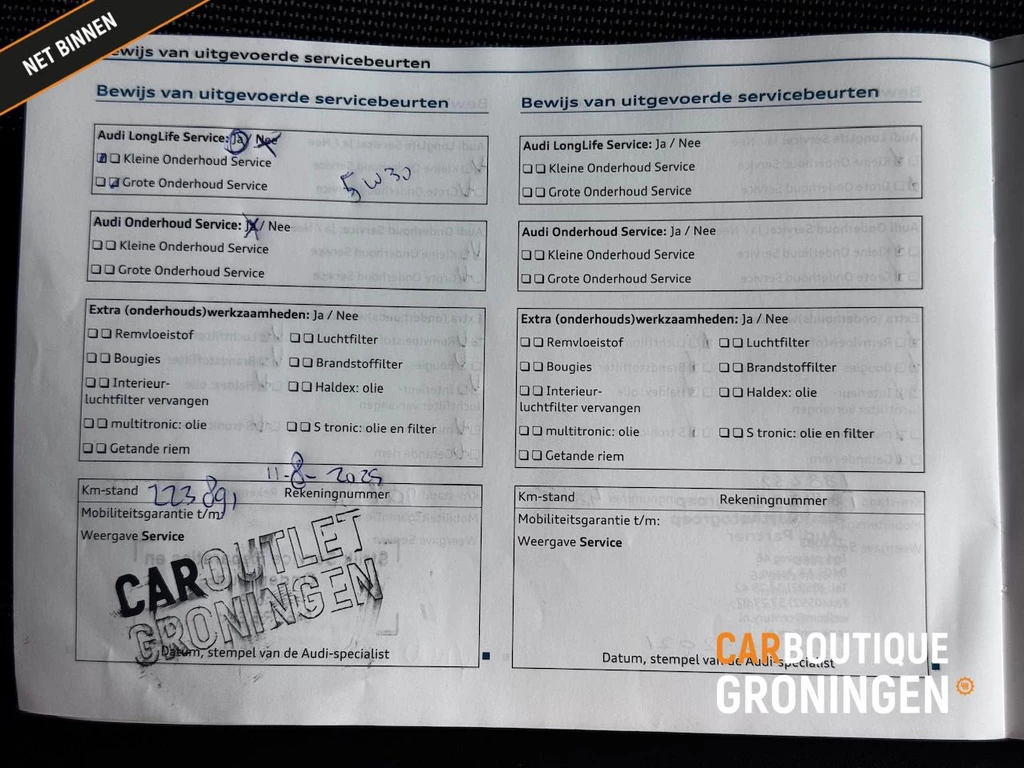 NET BINNEN
Bewijs van uitgevoerde servicebeurten
Bewijs van uitgevoerde servicebeurten
Audi LongLife Service: Ja / Nee
Kleine Onderhoud Service
Grote Onderhoud Service
5W30
Audi Onderhoud Service: Ja / Nee
Kleine Onderhoud Service
Grote Onderhoud Service
Extra (onderhouds)werkzaamheden: Ja / Nee
Remvloeistof Luchtfilter
Bougies Brandstoffilter
Interieur- Haldex: olie
luchtfilter vervangen
multitronic: olie S tronic: olie en filter
Getande riem
11-8-2025
Km-stand 223.891 Rekeningnummer
Mobiliteitsgarantie t/m
Weergave Service
CAROUTLET
GRONINGEN
Datum, stempel van de Audi-specialist
Bewijs van uitgevoerde servicebeurten
Audi LongLife Service: Ja / Nee
Kleine Onderhoud Service
Grote Onderhoud Service
Audi Onderhoud Service: Ja / Nee
Kleine Onderhoud Service
Grote Onderhoud Service
Extra (onderhouds)werkzaamheden: Ja / Nee
Remvloeistof Luchtfilter
Bougies Brandstoffilter
Interieur- Haldex: olie
luchtfilter vervangen
multitronic: olie S tronic: olie en filter
Getande riem
Km-stand Rekeningnummer
Mobiliteitsgarantie t/m:
Weergave Service
Datum, stempel van de Audi-specialist
CARBOUTIQUE
GRONINGEN